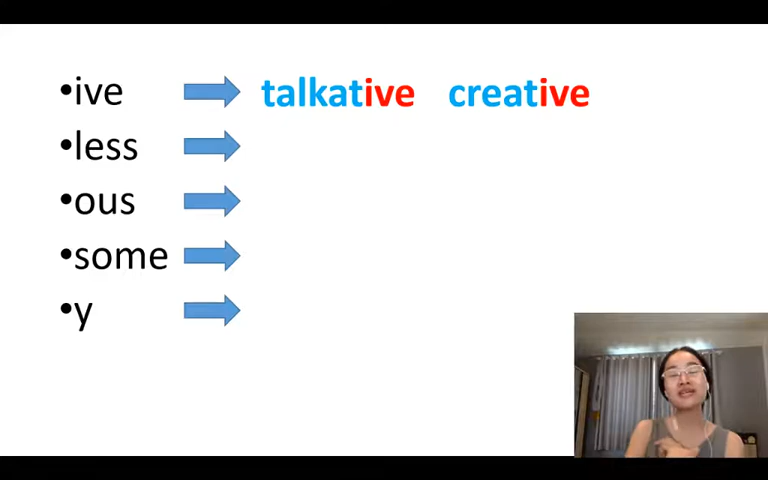 •ive talkative creative
•less
•ous
•some
•y